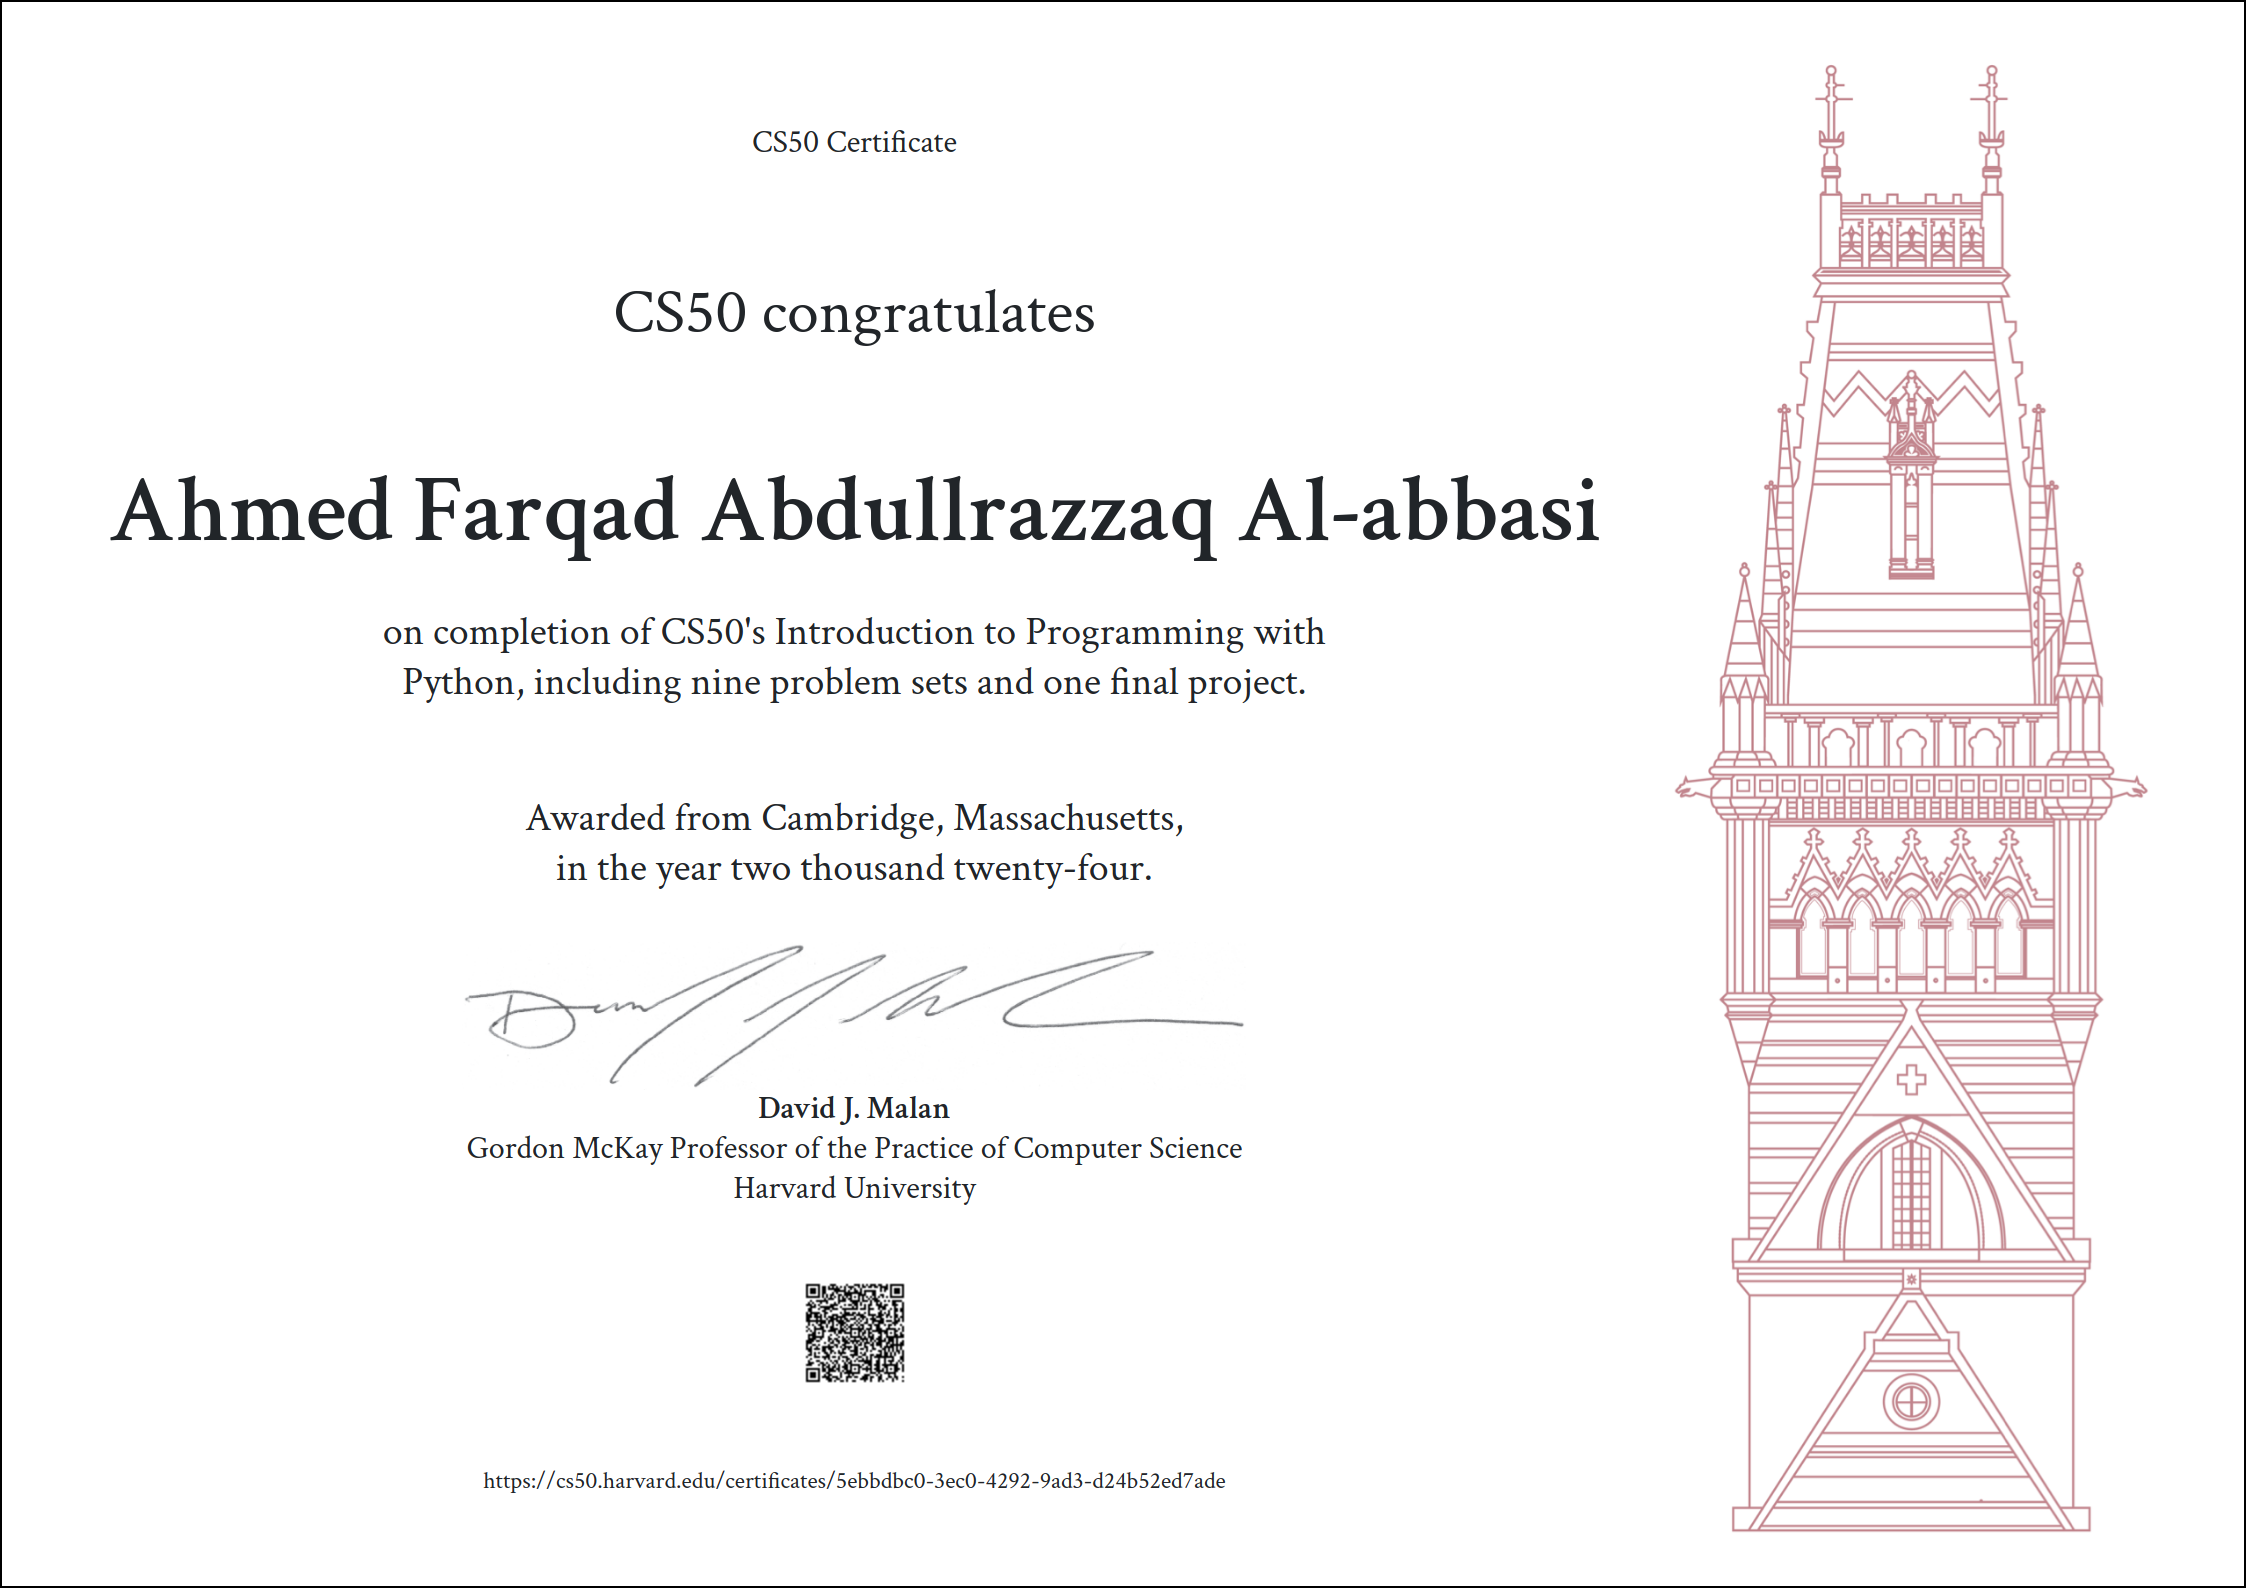 CS50 Certificate
CS50 congratulates
Ahmed Farqad Abdullrazzaq Al-abbasi
on completion of CS50's Introduction to Programming with
Python, including nine problem sets and one final project.
Awarded from Cambridge, Massachusetts,
in the year two thousand twenty-four.
David J. Malan
Gordon McKay Professor of the Practice of Computer Science
Harvard University
https://cs50.harvard.edu/certificates/5ebbdbc0-3ec0-4292-9ad3-d24b52ed7ade